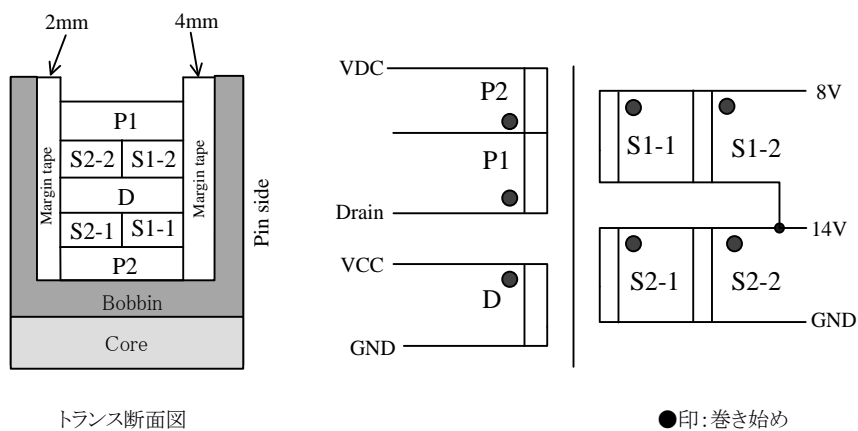 2mm
4mm
Margin tape
P1
S2-2
S1-2
D
S2-1
S1-1
P2
Margin tape
Pin side
Bobbin
Core
トランス断面図
VDC
P2
P1
Drain
VCC
D
GND
8V
S1-1
S1-2
14V
S2-1
S2-2
GND
●印:巻き始め